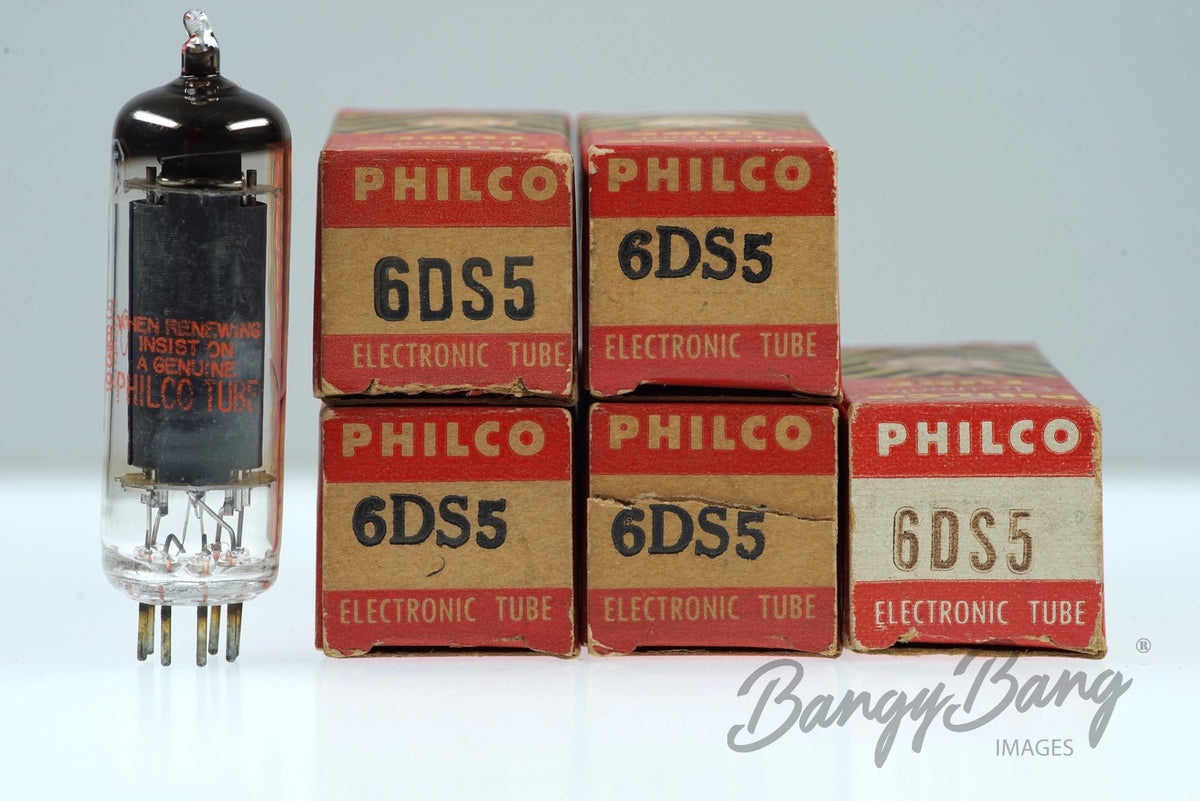 WHEN RENEWING
INSIST ON
A GENUINE
PHILCO TUBE
PHILCO
6DS5
ELECTRONIC TUBE
PHILCO
6DS5
ELECTRONIC TUBE
PHILCO
6DS5
ELECTRONIC TUBE
PHILCO
6DS5
ELECTRONIC TUBE
PHILCO
PHILCO
6DS5
ELECTRONIC TUBE
BangyBang®
IMAGES